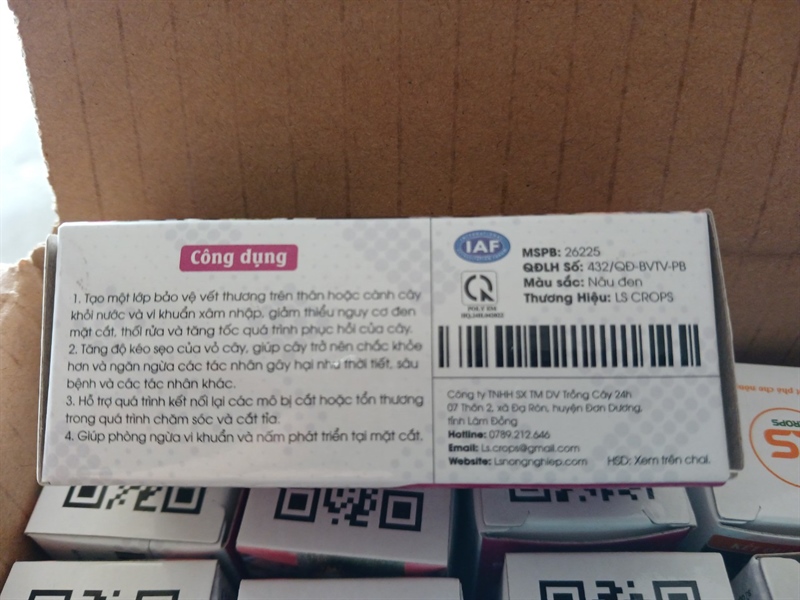 Công dụng
1. Tạo một lớp bảo vệ vết thương trên thân hoặc cành cây
khỏi nước và vi khuẩn xâm nhập, giảm thiểu nguy cơ đen
mặt cắt, thối rửa và tăng tốc quá trình phục hồi của cây.
2. Tăng độ kéo sẹo của vỏ cây, giúp cây trở nên chắc khỏe
hơn và ngăn ngừa các tác nhân gây hại như thời tiết, sâu
bệnh và các tác nhân khác.
3. Hỗ trợ quá trình kết nối lại các mô bị cắt hoặc tổn thương
trong quá trình chăm sóc và cắt tỉa.
4. Giúp phòng ngừa vi khuẩn và nấm phát triển tại mặt cắt.
IAF
MSPB: 26225
QĐLH Số: 432/QĐ-BVTV-PB
Màu sắc: Nâu đen
Thương Hiệu: LS CROPS
Công ty TNHH SX TM DV Trồng Cây 24h
07 Thôn 2, xã Đạ Ròn, huyện Đơn Dương,
tỉnh Lâm Đồng
Hotline: 0789.212.646
Email: Ls.crops@gmail.com
Website: Lsnongnghiep.com
HSD: Xem trên chai.